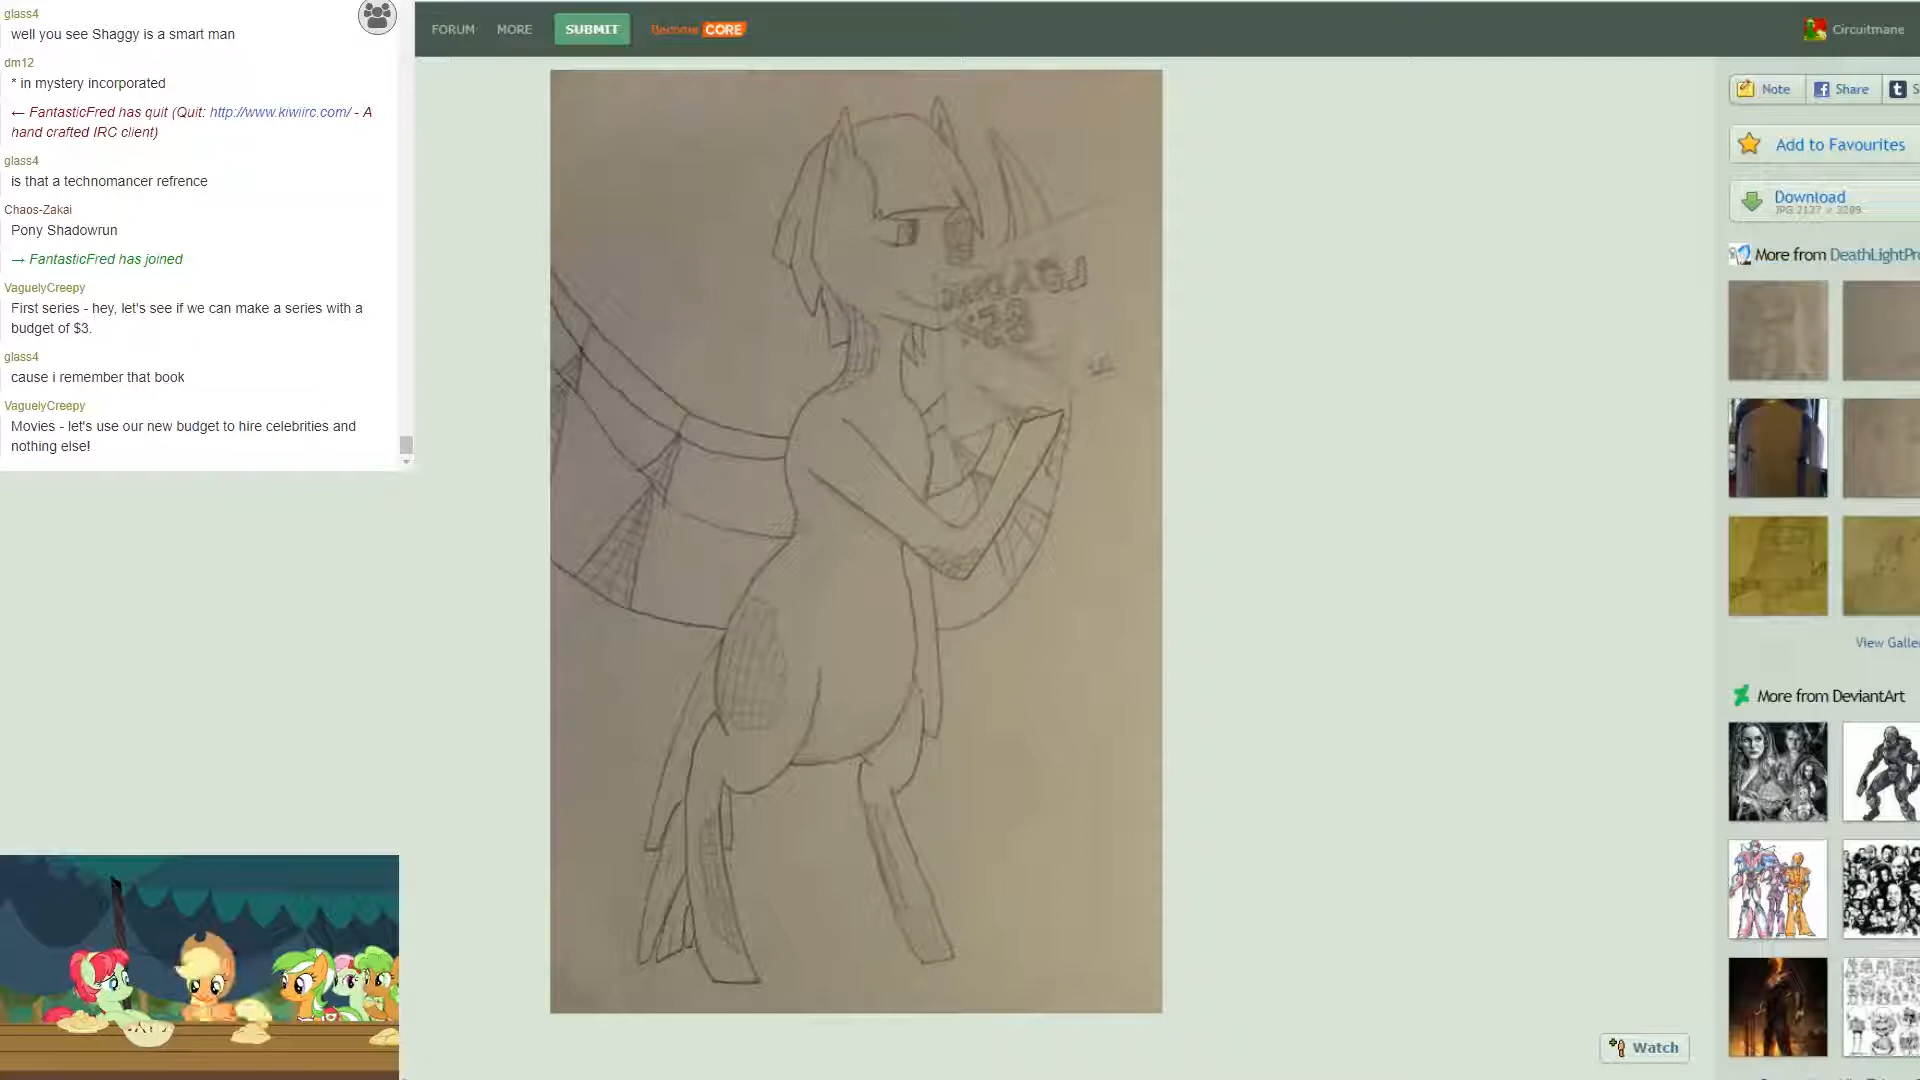 glass4
well you see Shaggy is a smart man
dm12
* in mystery incorporated
← FantasticFred has quit (Quit: http://www.kiwiirc.com/ - A
hand crafted IRC client)
glass4
is that a technomancer refrence
Chaos-Zakai
Pony Shadowrun
→ FantasticFred has joined
VaguelyCreepy
First series - hey, let's see if we can make a series with a
budget of $3.
glass4
cause i remember that book
VaguelyCreepy
Movies - let's use our new budget to hire celebrities and
nothing else!
FORUM MORE SUBMIT Become CORE
Circuitmane
Note Share S
Add to Favourites
Download
JPG 2137 × 3289
More from DeathLightPr
View Galle
More from DeviantArt
Watch